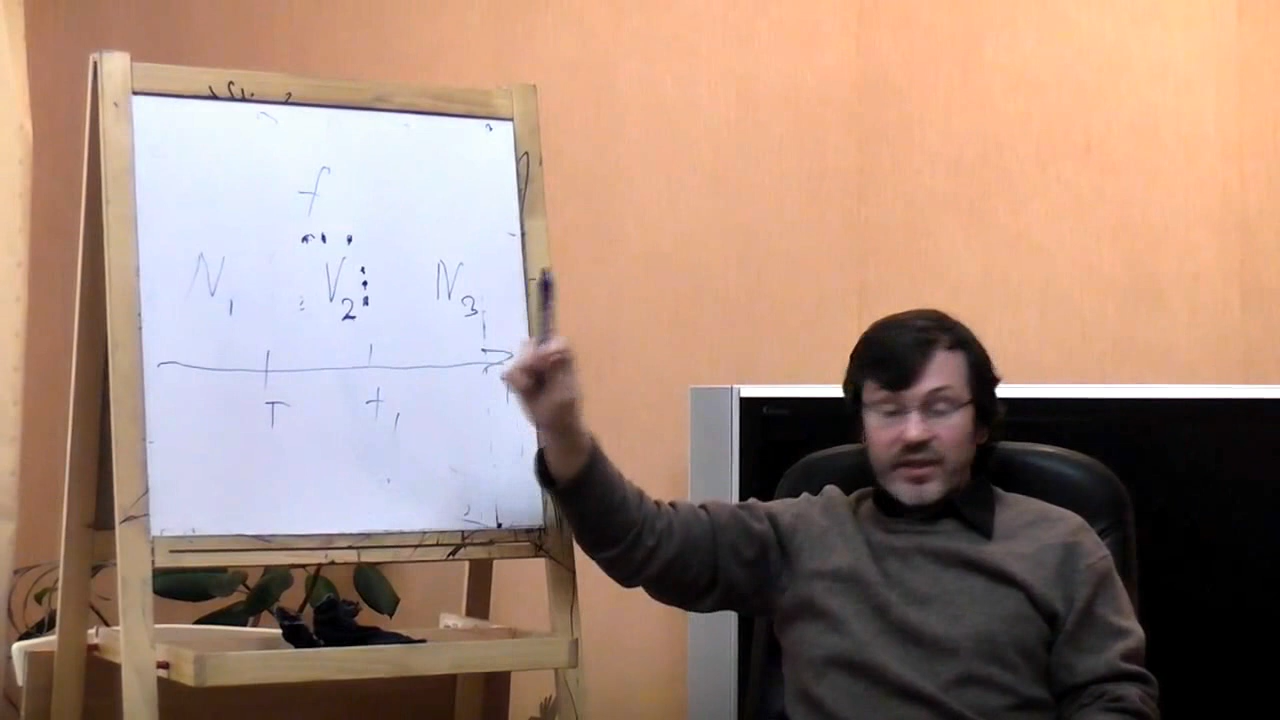 f
N₁ V₂ N₃
T t₁